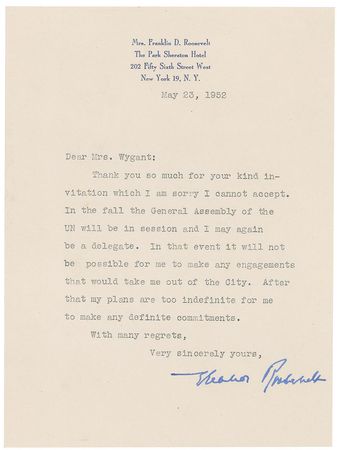 Mrs. Franklin D. Roosevelt
The Park Sheraton Hotel
202 Fifty Sixth Street West
New York 19, N. Y.
May 23, 1952
Dear Mrs. Wygant:
Thank you so much for your kind in-
vitation which I am sorry I cannot accept.
In the fall the General Assembly of the
UN will be in session and I may again
be a delegate. In that event it will not
be possible for me to make any engagements
that would take me out of the City. After
that my plans are too indefinite for me
to make any definite commitments.
With many regrets,
Very sincerely yours,
Eleanor Roosevelt